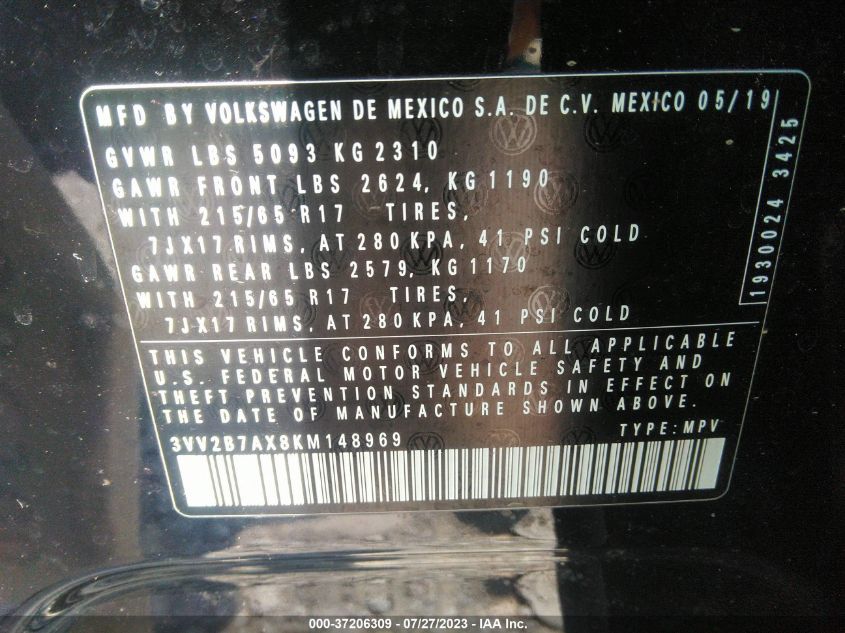 MFD BY VOLKSWAGEN DE MEXICO S.A. DE C.V. MEXICO 05/19
GVWR LBS 5093 KG 2310
GAWR FRONT LBS 2624, KG 1190
WITH 215/65 R17 TIRES,
7JX17 RIMS, AT 280 KPA, 41 PSI COLD
GAWR REAR LBS 2579, KG 1170
WITH 215/65 R17 TIRES,
7JX17 RIMS, AT 280 KPA, 41 PSI COLD
1930024 3425
THIS VEHICLE CONFORMS TO ALL APPLICABLE
U.S. FEDERAL MOTOR VEHICLE SAFETY AND
THEFT PREVENTION STANDARDS IN EFFECT ON
THE DATE OF MANUFACTURE SHOWN ABOVE.
3VV2B7AX8KM148969 TYPE: MPV
000-37206309 / 07/27/2023 - IAA Inc.